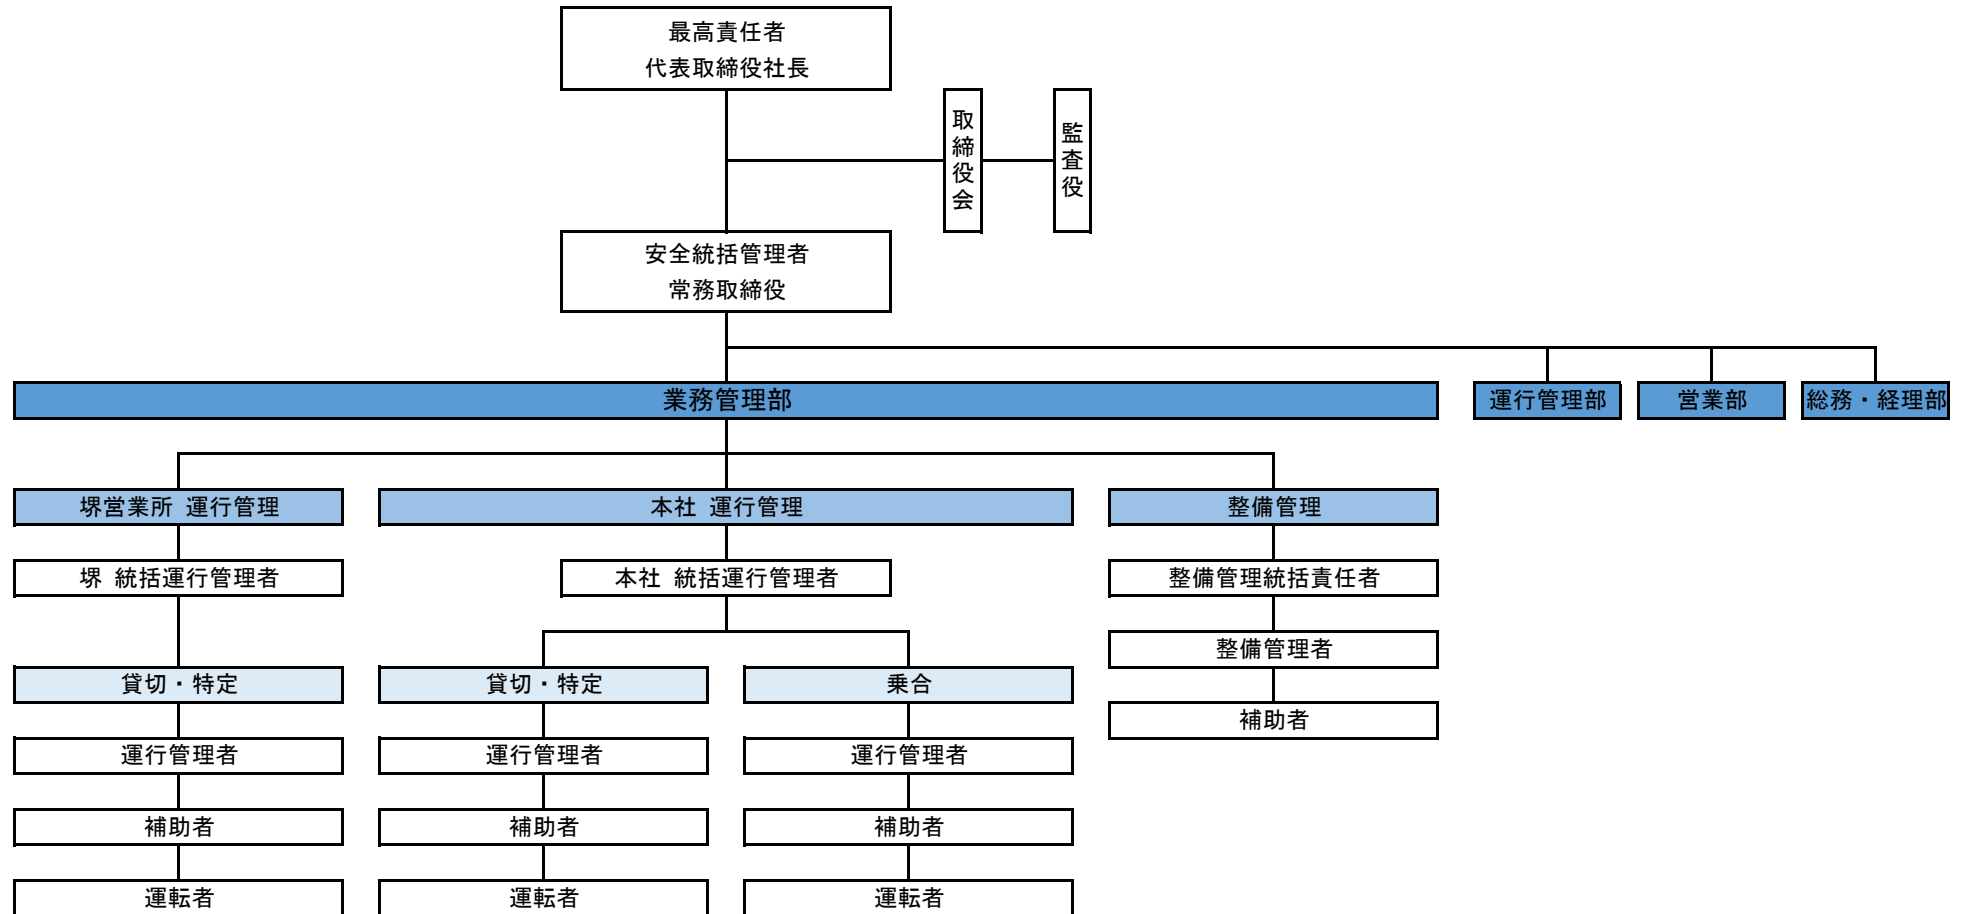 最高責任者
代表取締役社長
取締役会
監査役
安全統括管理者
常務取締役
業務管理部
運行管理部
営業部
総務・経理部
堺営業所 運行管理
本社 運行管理
整備管理
堺 統括運行管理者
本社 統括運行管理者
整備管理統括責任者
整備管理者
貸切・特定
貸切・特定
乗合
補助者
運行管理者
運行管理者
運行管理者
補助者
補助者
補助者
運転者
運転者
運転者